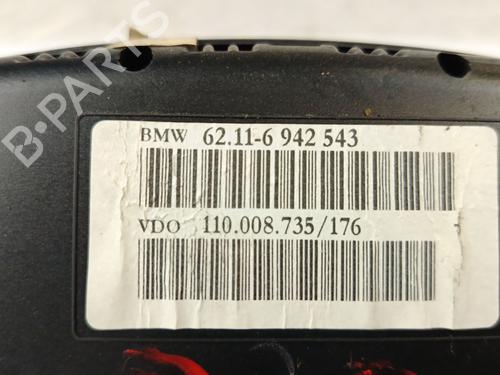 B-PARTS
BMW 62.11-6 942 543
VDO 110.008.735/176